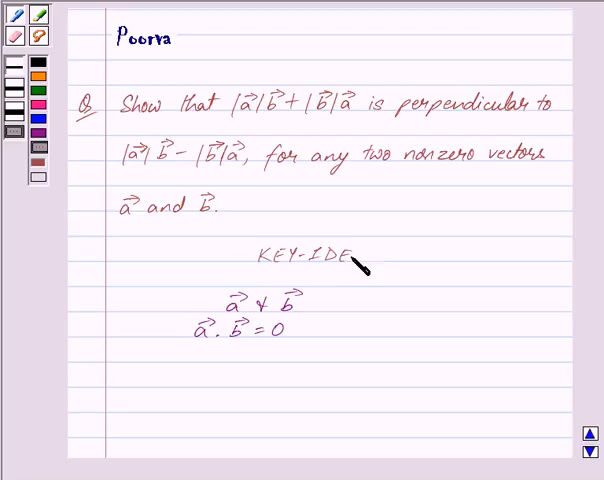 Poorva
Q Show that |a⃗|b⃗ + |b⃗|a⃗ is perpendicular to
|a⃗| b⃗ - |b⃗|a⃗, for any two nonzero vectors
a⃗ and b⃗.
KEY-IDE
a⃗ & b⃗
a⃗ . b⃗ = 0